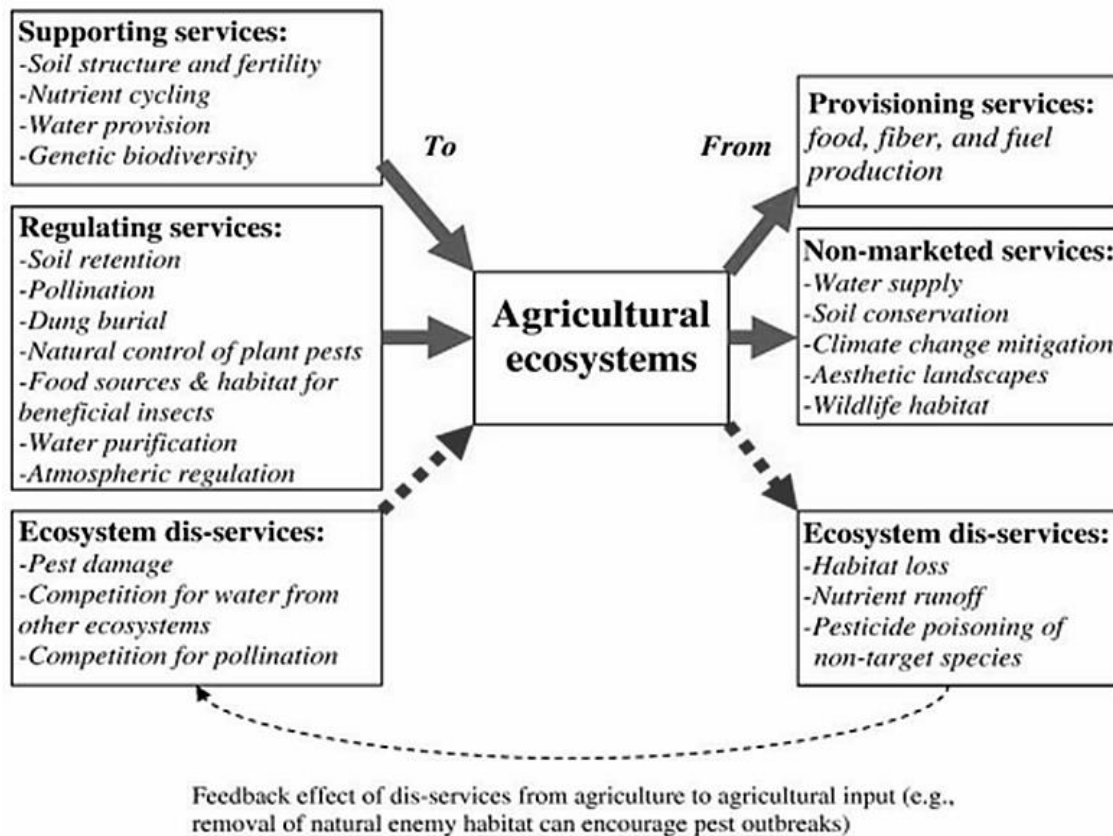 Supporting services:
-Soil structure and fertility
-Nutrient cycling
-Water provision
-Genetic biodiversity
To
From
Provisioning services:
food, fiber, and fuel
production
Regulating services:
-Soil retention
-Pollination
-Dung burial
-Natural control of plant pests
-Food sources & habitat for
beneficial insects
-Water purification
-Atmospheric regulation
Agricultural
ecosystems
Non-marketed services:
-Water supply
-Soil conservation
-Climate change mitigation
-Aesthetic landscapes
-Wildlife habitat
Ecosystem dis-services:
-Pest damage
-Competition for water from
other ecosystems
-Competition for pollination
Ecosystem dis-services:
-Habitat loss
-Nutrient runoff
-Pesticide poisoning of
non-target species
Feedback effect of dis-services from agriculture to agricultural input (e.g.,
removal of natural enemy habitat can encourage pest outbreaks)